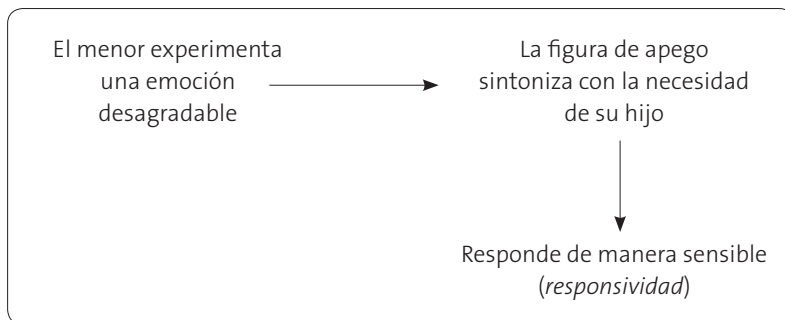 El menor experimenta
una emoción
desagradable
La figura de apego
sintoniza con la necesidad
de su hijo
Responde de manera sensible
(responsividad)